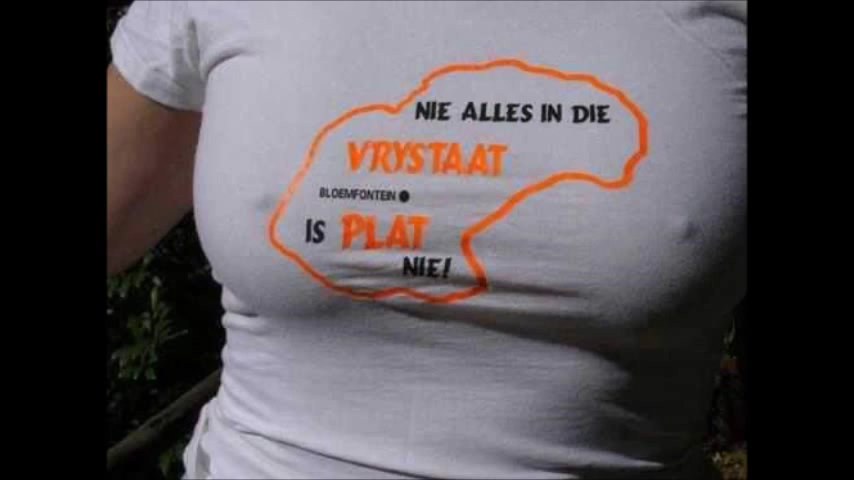 NIE ALLES IN DIE
VRYSTAAT
BLOEMFONTEIN
IS PLAT
NIE!